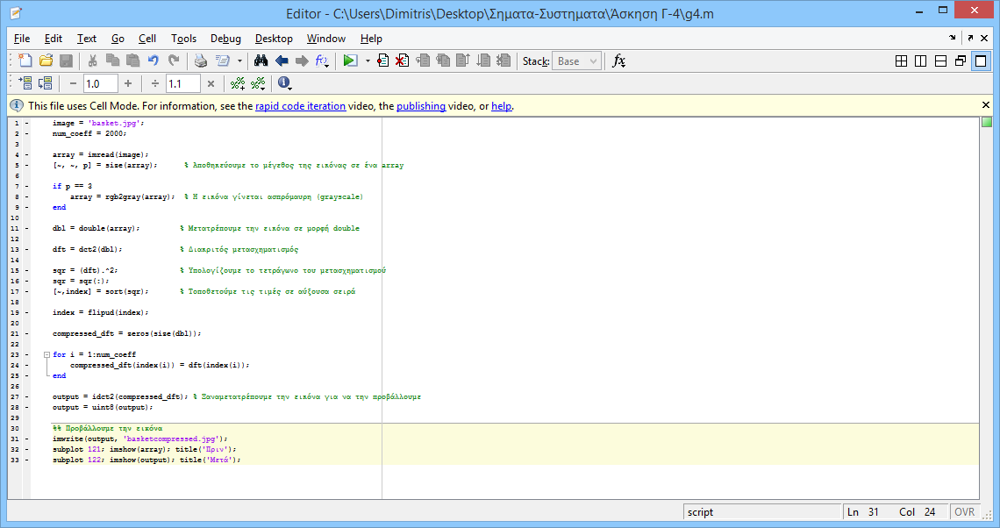 Editor - C:\Users\Dimitris\Desktop\Σηματα-Συστηματα\Άσκηση Γ-4\g4.m
File Edit Text Go Cell Tools Debug Desktop Window Help
Stack: Base fx
− 1.0 + ÷ 1.1 ×
This file uses Cell Mode. For information, see the rapid code iteration video, the publishing video, or help.
1 - image = 'basket.jpg';
2 - num_coeff = 2000;
3
4 - array = imread(image);
5 - [~, ~, p] = size(array); % Αποθηκεύουμε το μέγεθος της εικόνας σε ένα array
6
7 - if p == 3
8 - array = rgb2gray(array); % Η εικόνα γίνεται ασπρόμαυρη (grayscale)
9 - end
10
11 - dbl = double(array); % Μετατρέπουμε την εικόνα σε μορφή double
12
13 - dft = dct2(dbl); % Διακριτός μετασχηματισμός
14
15 - sqr = (dft).^2; % Υπολογίζουμε το τετράγωνο του μετασχηματισμού
16 - sqr = sqr(:);
17 - [~,index] = sort(sqr); % Τοποθετούμε τις τιμές σε αύξουσα σειρά
18
19 - index = flipud(index);
20
21 - compressed_dft = zeros(size(dbl));
22
23 - for i = 1:num_coeff
24 - compressed_dft(index(i)) = dft(index(i));
25 - end
26
27 - output = idct2(compressed_dft); % Ξαναμετατρέπουμε την εικόνα για να την προβάλλουμε
28 - output = uint8(output);
29
30 %% Προβάλλουμε την εικόνα
31 - imwrite(output, 'basketcompressed.jpg');
32 - subplot 121; imshow(array); title('Πριν');
33 - subplot 122; imshow(output); title('Μετά');
script Ln 31 Col 24 OVR